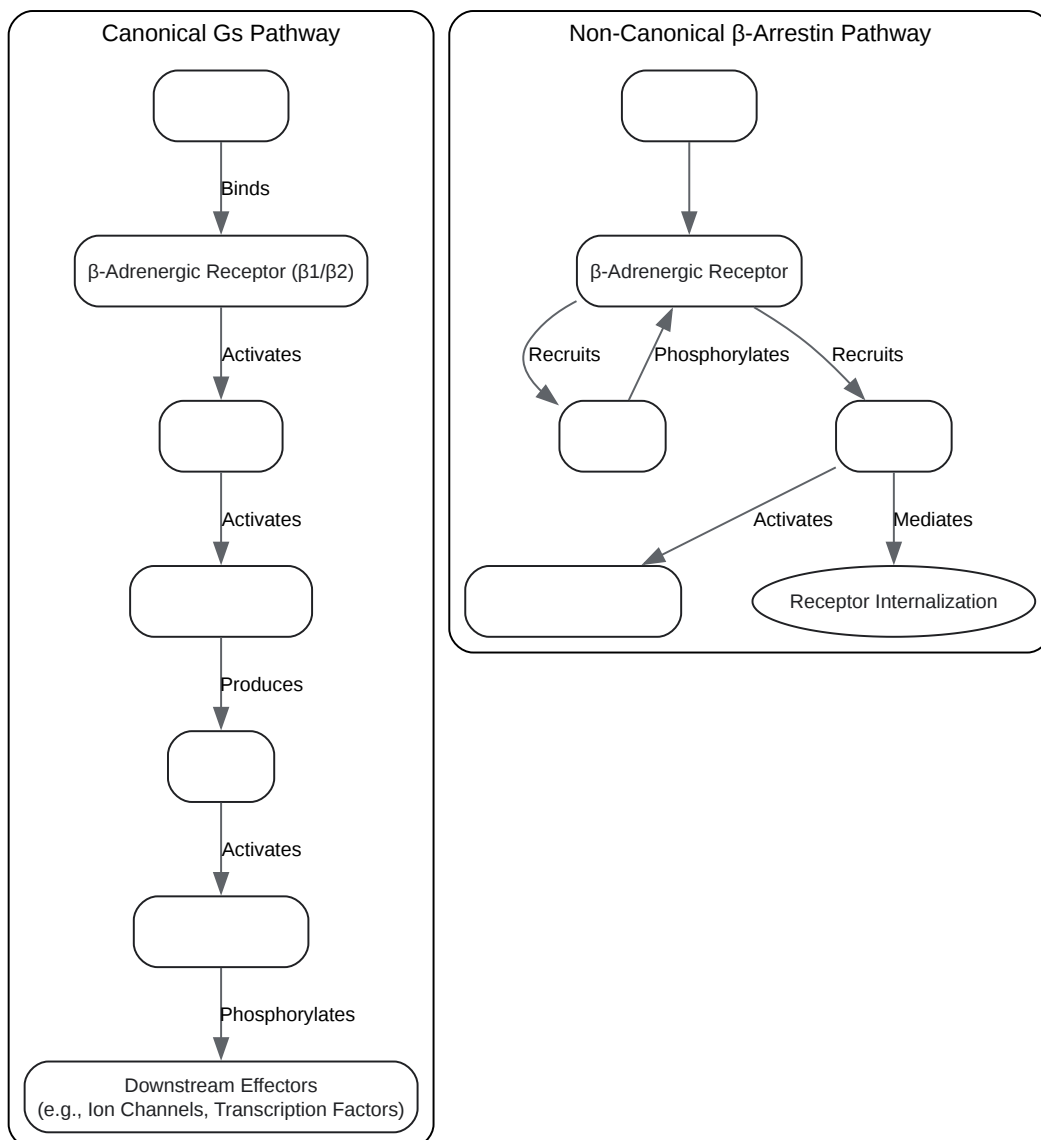 Canonical Gs Pathway
Binds
β-Adrenergic Receptor (β1/β2)
Activates
Activates
Produces
Activates
Phosphorylates
Downstream Effectors
(e.g., Ion Channels, Transcription Factors)
Non-Canonical β-Arrestin Pathway
β-Adrenergic Receptor
Recruits
Phosphorylates
Recruits
Activates
Mediates
Receptor Internalization